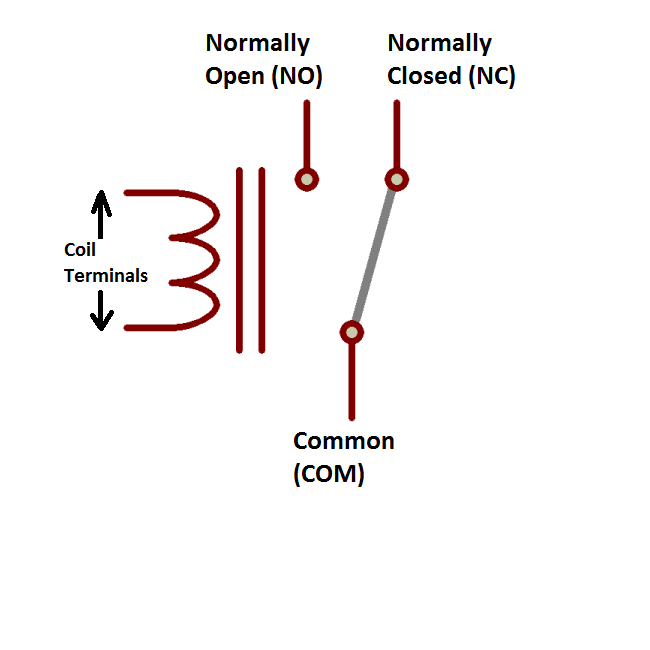 Normally
Open (NO)
Normally
Closed (NC)
Coil
Terminals
Common
(COM)